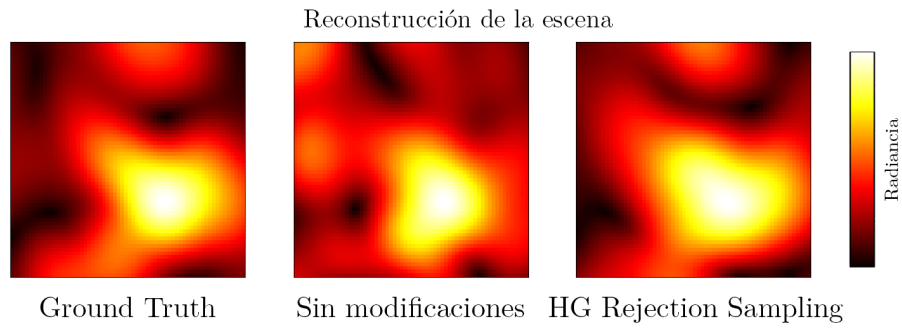 Reconstrucción de la escena
Radiancia
Ground Truth
Sin modificaciones
HG Rejection Sampling